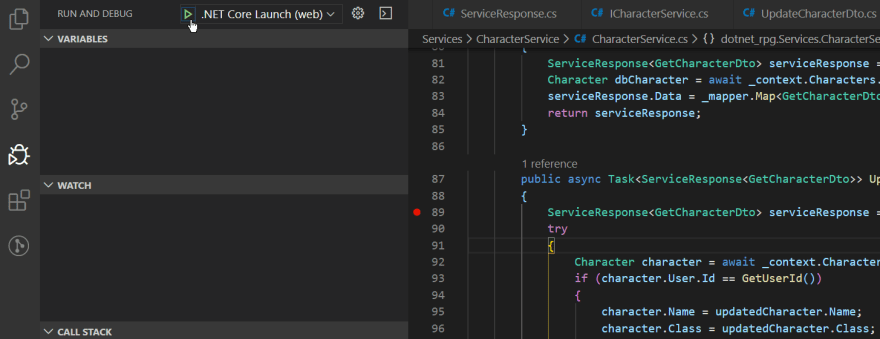 RUN AND DEBUG
.NET Core Launch (web)
VARIABLES
WATCH
CALL STACK
C# ServiceResponse.cs
C# ICharacterService.cs
C# UpdateCharacterDto.cs
Services > CharacterService > C# CharacterService.cs > {} dotnet_rpg.Services.CharacterSe
81 ServiceResponse<GetCharacterDto> serviceResponse =
82 Character dbCharacter = await _context.Characters.
83 serviceResponse.Data = _mapper.Map<GetCharacterDto
84 return serviceResponse;
85 }
86
1 reference
87 public async Task<ServiceResponse<GetCharacterDto>> Up
88 {
89 ServiceResponse<GetCharacterDto> serviceResponse =
90 try
91 {
92 Character character = await _context.Character
93 if (character.User.Id == GetUserId())
94 {
95 character.Name = updatedCharacter.Name;
96 character.Class = updatedCharacter.Class;